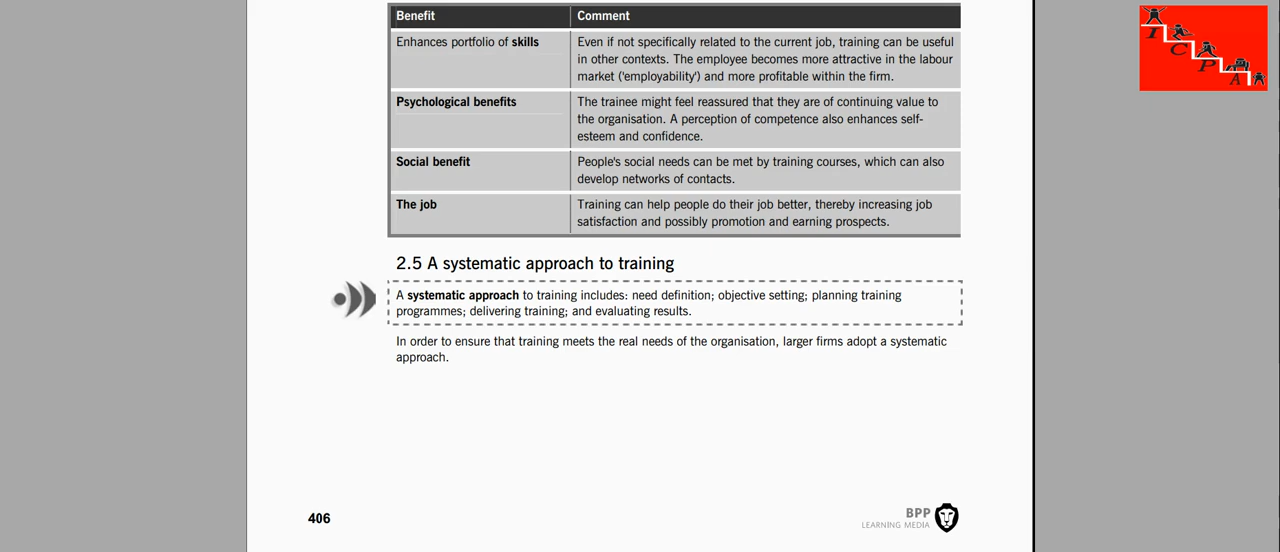 Benefit Comment
Enhances portfolio of skills Even if not specifically related to the current job, training can be useful
in other contexts. The employee becomes more attractive in the labour
market ('employability') and more profitable within the firm.
Psychological benefits The trainee might feel reassured that they are of continuing value to
the organisation. A perception of competence also enhances self-
esteem and confidence.
Social benefit People's social needs can be met by training courses, which can also
develop networks of contacts.
The job Training can help people do their job better, thereby increasing job
satisfaction and possibly promotion and earning prospects.
2.5 A systematic approach to training
A systematic approach to training includes: need definition; objective setting; planning training
programmes; delivering training; and evaluating results.
In order to ensure that training meets the real needs of the organisation, larger firms adopt a systematic
approach.
406
BPP
LEARNING MEDIA
I
C
P
A